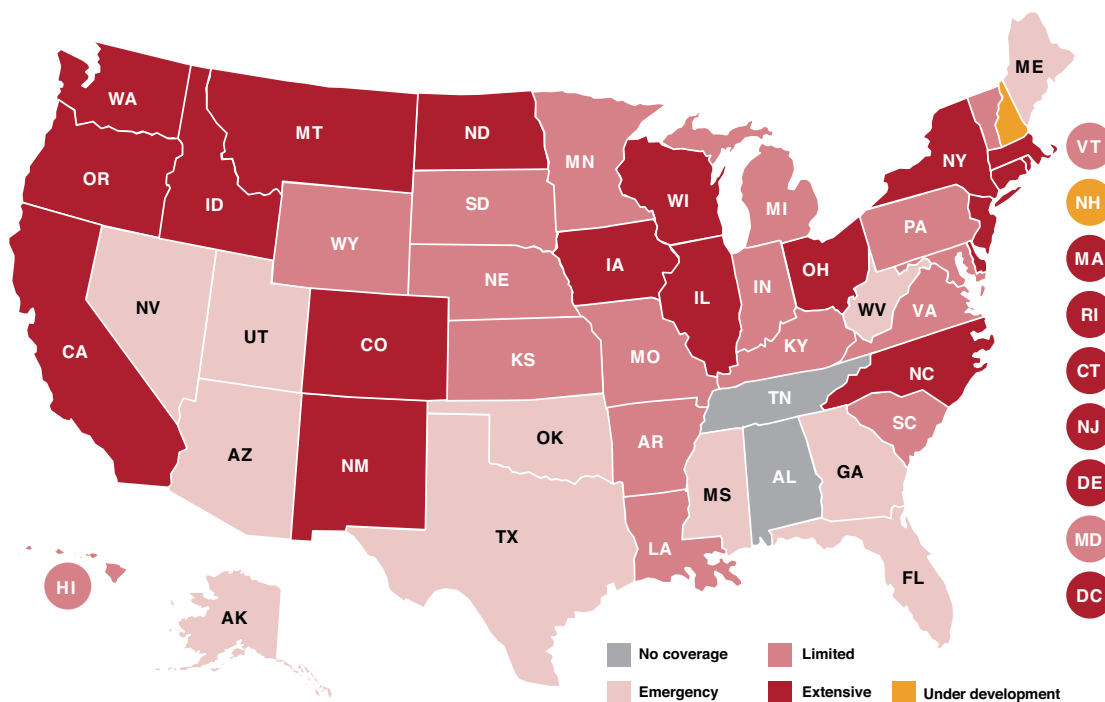 ME
WA
MT
ND
MN
VT
NY
OR
ID
SD
WI
MI
NH
WY
PA
MA
IA
OH
NE
IN
IL
NV
WV
VA
RI
UT
CO
CA
KS
MO
KY
NC
CT
TN
SC
NJ
OK
AR
AZ
NM
GA
AL
MS
DE
TX
LA
MD
HI
FL
DC
AK
No coverage
Limited
Emergency
Extensive
Under development